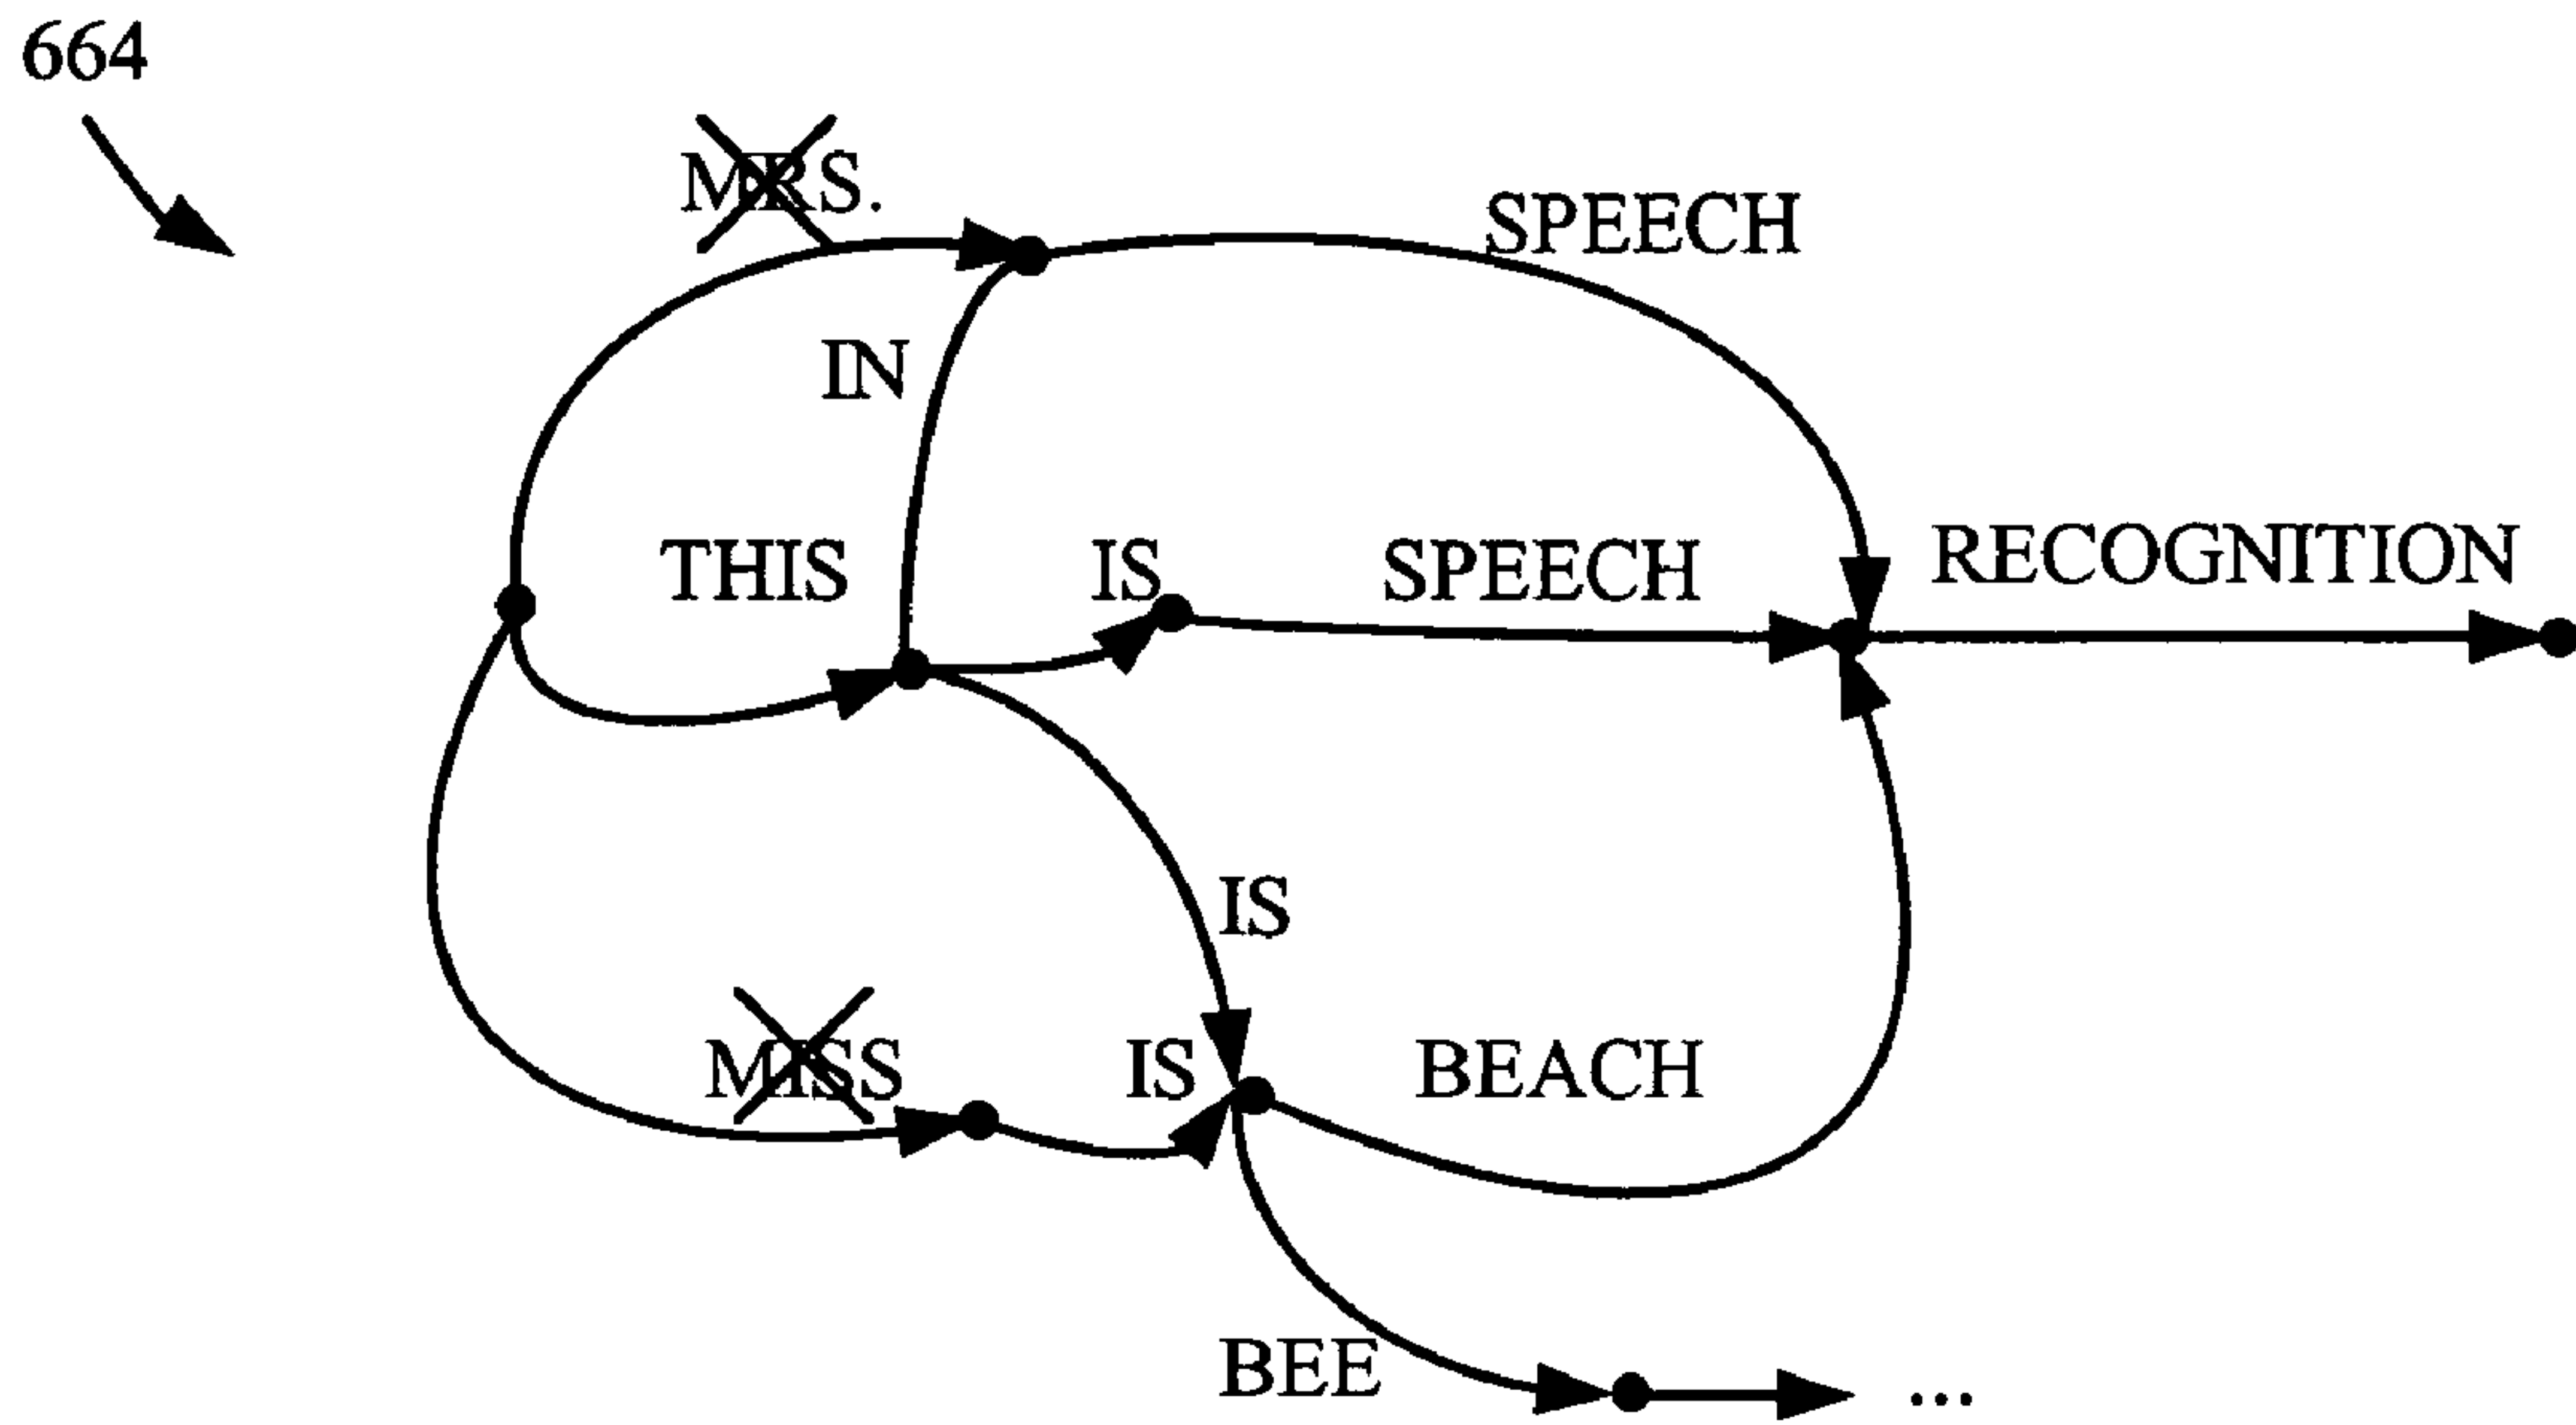 664
MRS.
SPEECH
IN
THIS
IS
SPEECH
RECOGNITION
IS
MISS
IS
BEACH
BEE
...